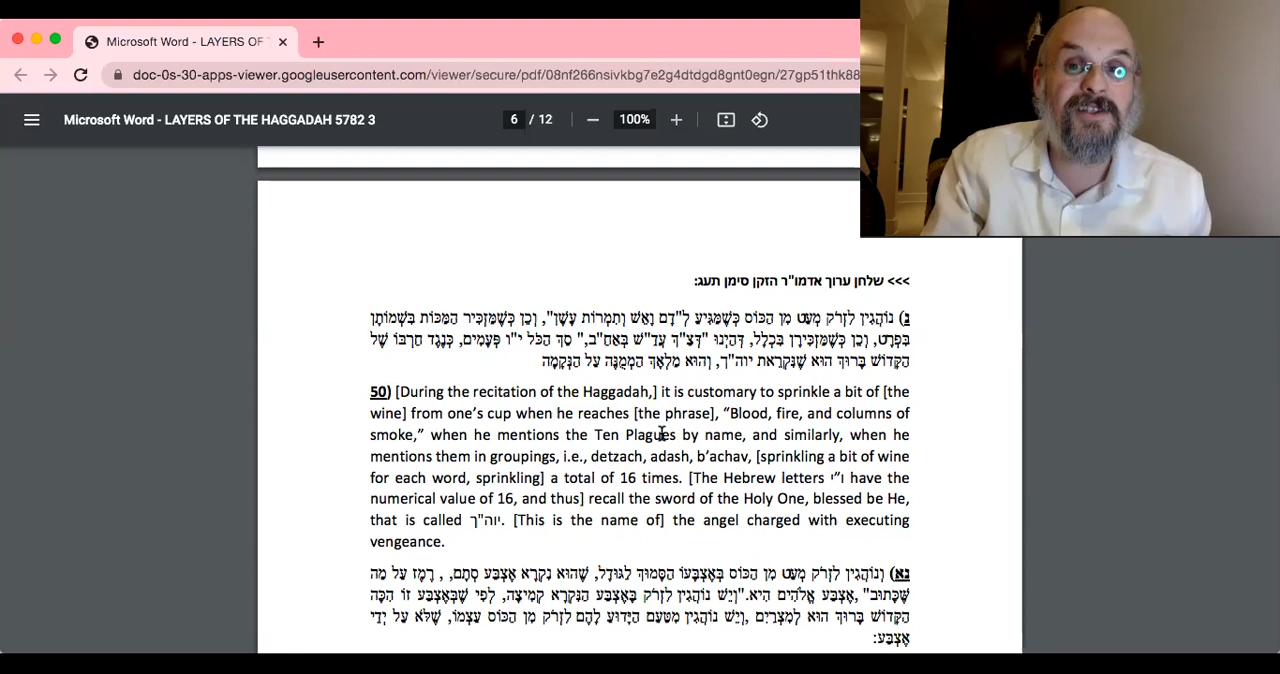 Microsoft Word - LAYERS OF T
doc-0s-30-apps-viewer.googleusercontent.com/viewer/secure/pdf/08nf266nsivkbg7e2g4dtdgd8gnt0egn/27gp51thk88
Microsoft Word - LAYERS OF THE HAGGADAH 5782 3
6 / 12
100%
>>> שלחן ערוך אדמו"ר הזקן סימן תעג:
נ) נוֹהֲגִין לִזְרֹק מְעַט מִן הַכּוֹס כְּשֶׁמַּגִּיעַ לְ"דָם וָאֵשׁ וְתִמְרוֹת עָשָׁן", וְכֵן כְּשֶׁמַּזְכִּיר הַמַּכּוֹת בִּשְׁמוֹתָן
בִּפְרָט, וְכֵן כְּשֶׁמַּזְכִּירָן בִּכְלָל, דְּהַיְנוּ "דְּצַ"ךְ עֲדַ"שׁ בְּאַחַ"ב," סַךְ הַכֹּל י"ו פְּעָמִים, כְּנֶגֶד חַרְבּוֹ שֶׁל
הַקָּדוֹשׁ בָּרוּךְ הוּא שֶׁנִּקְרֵאת יוה"ך, וְהוּא מַלְאָךְ הַמְמֻנֶּה עַל הַנְּקָמָה
50) [During the recitation of the Haggadah,] it is customary to sprinkle a bit of [the
wine] from one's cup when he reaches [the phrase], "Blood, fire, and columns of
smoke," when he mentions the Ten Plagues by name, and similarly, when he
mentions them in groupings, i.e., detzach, adash, b'achav, [sprinkling a bit of wine
for each word, sprinkling] a total of 16 times. [The Hebrew letters י"ו have the
numerical value of 16, and thus] recall the sword of the Holy One, blessed be He,
that is called יוה"ך. [This is the name of] the angel charged with executing
vengeance.
נא) וְנוֹהֲגִין לִזְרֹק מְעַט מִן הַכּוֹס בְּאֶצְבָּעוֹ הַסָּמוּךְ לַגּוּדָל, שֶׁהוּא נִקְרָא אֶצְבַּע סְתָם, , רֶמֶז עַל מַה
שֶּׁכָּתוּב" ,אֶצְבַּע אֱלֹהִים הִיא."וְיֵשׁ נוֹהֲגִין לִזְרֹק בָּאֶצְבַּע הַנִּקְרָא קְמִיצָה, לְפִי שֶׁבְּאֶצְבַּע זוֹ הִכָּה
הַקָּדוֹשׁ בָּרוּךְ הוּא לְמִצְרַיִם ,וְיֵשׁ נוֹהֲגִין מִטַּעַם הַיָּדוּעַ לָהֶם לִזְרֹק מִן הַכּוֹס עַצְמוֹ, שֶׁלֹּא עַל יְדֵי
אֶצְבַּע: